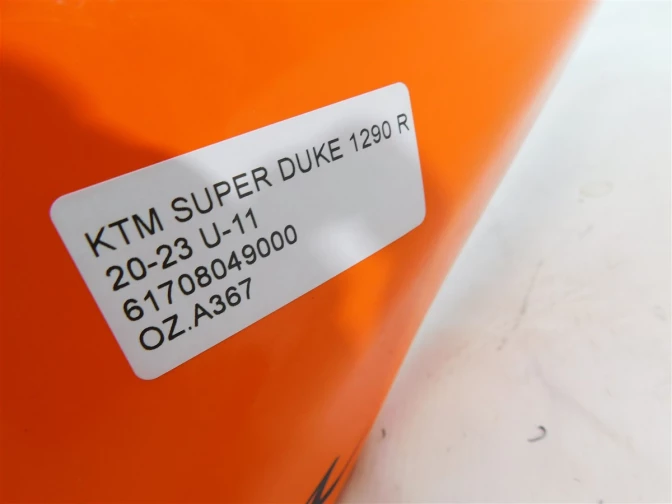 KTM SUPER DUKE 1290 R
20-23 U-11
61708049000
OZ.A367